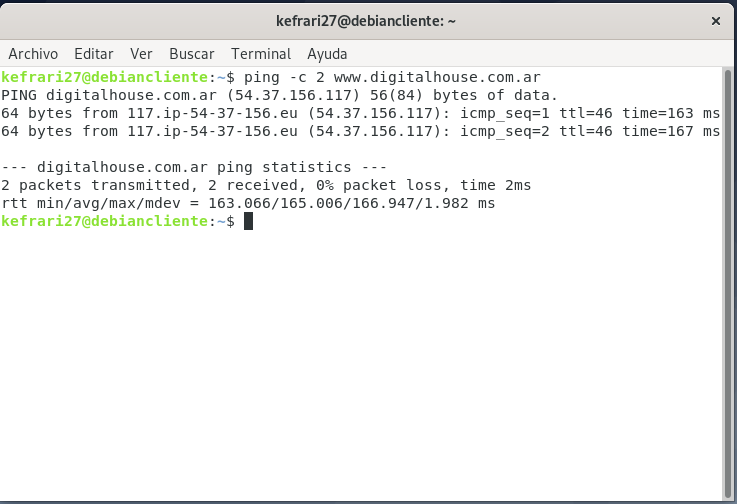 kefrari27@debiancliente: ~ ×
Archivo Editar Ver Buscar Terminal Ayuda
kefrari27@debiancliente:~$ ping -c 2 www.digitalhouse.com.ar
PING digitalhouse.com.ar (54.37.156.117) 56(84) bytes of data.
64 bytes from 117.ip-54-37-156.eu (54.37.156.117): icmp_seq=1 ttl=46 time=163 ms
64 bytes from 117.ip-54-37-156.eu (54.37.156.117): icmp_seq=2 ttl=46 time=167 ms
--- digitalhouse.com.ar ping statistics ---
2 packets transmitted, 2 received, 0% packet loss, time 2ms
rtt min/avg/max/mdev = 163.066/165.006/166.947/1.982 ms
kefrari27@debiancliente:~$